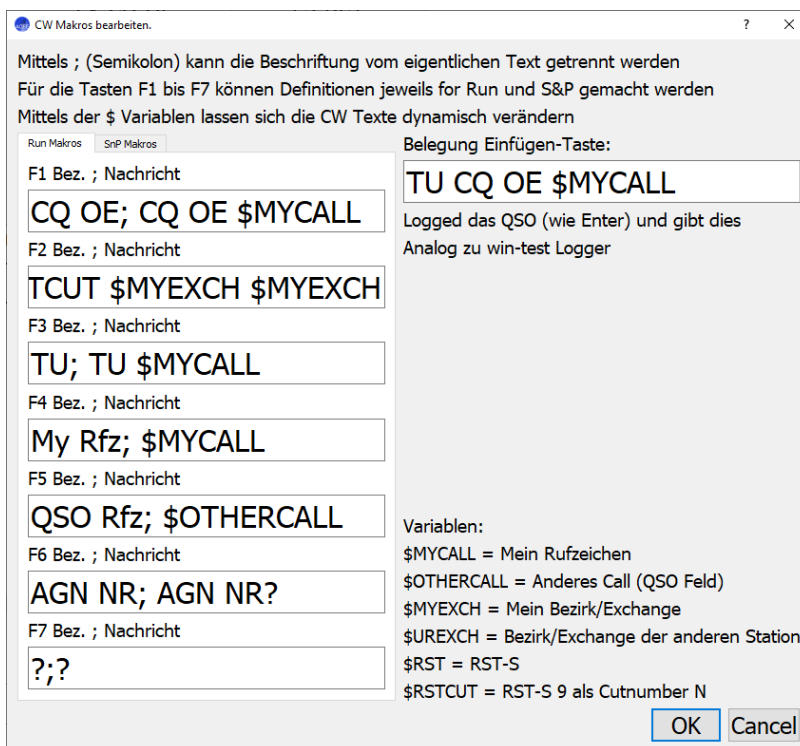 CW Makros bearbeiten.
Mittels ; (Semikolon) kann die Beschriftung vom eigentlichen Text getrennt werden
Für die Tasten F1 bis F7 können Definitionen jeweils for Run und S&P gemacht werden
Mittels der $ Variablen lassen sich die CW Texte dynamisch verändern
Run Makros
SnP Makros
F1 Bez. ; Nachricht
CQ OE; CQ OE $MYCALL
F2 Bez. ; Nachricht
TCUT $MYEXCH $MYEXCH
F3 Bez. ; Nachricht
TU; TU $MYCALL
F4 Bez. ; Nachricht
My Rfz; $MYCALL
F5 Bez. ; Nachricht
QSO Rfz; $OTHERCALL
F6 Bez. ; Nachricht
AGN NR; AGN NR?
F7 Bez. ; Nachricht
?;?
Belegung Einfügen-Taste:
TU CQ OE $MYCALL
Logged das QSO (wie Enter) und gibt dies
Analog zu win-test Logger
Variablen:
$MYCALL = Mein Rufzeichen
$OTHERCALL = Anderes Call (QSO Feld)
$MYEXCH = Mein Bezirk/Exchange
$UREXCH = Bezirk/Exchange der anderen Station
$RST = RST-S
$RSTCUT = RST-S 9 als Cutnumber N
OK
Cancel